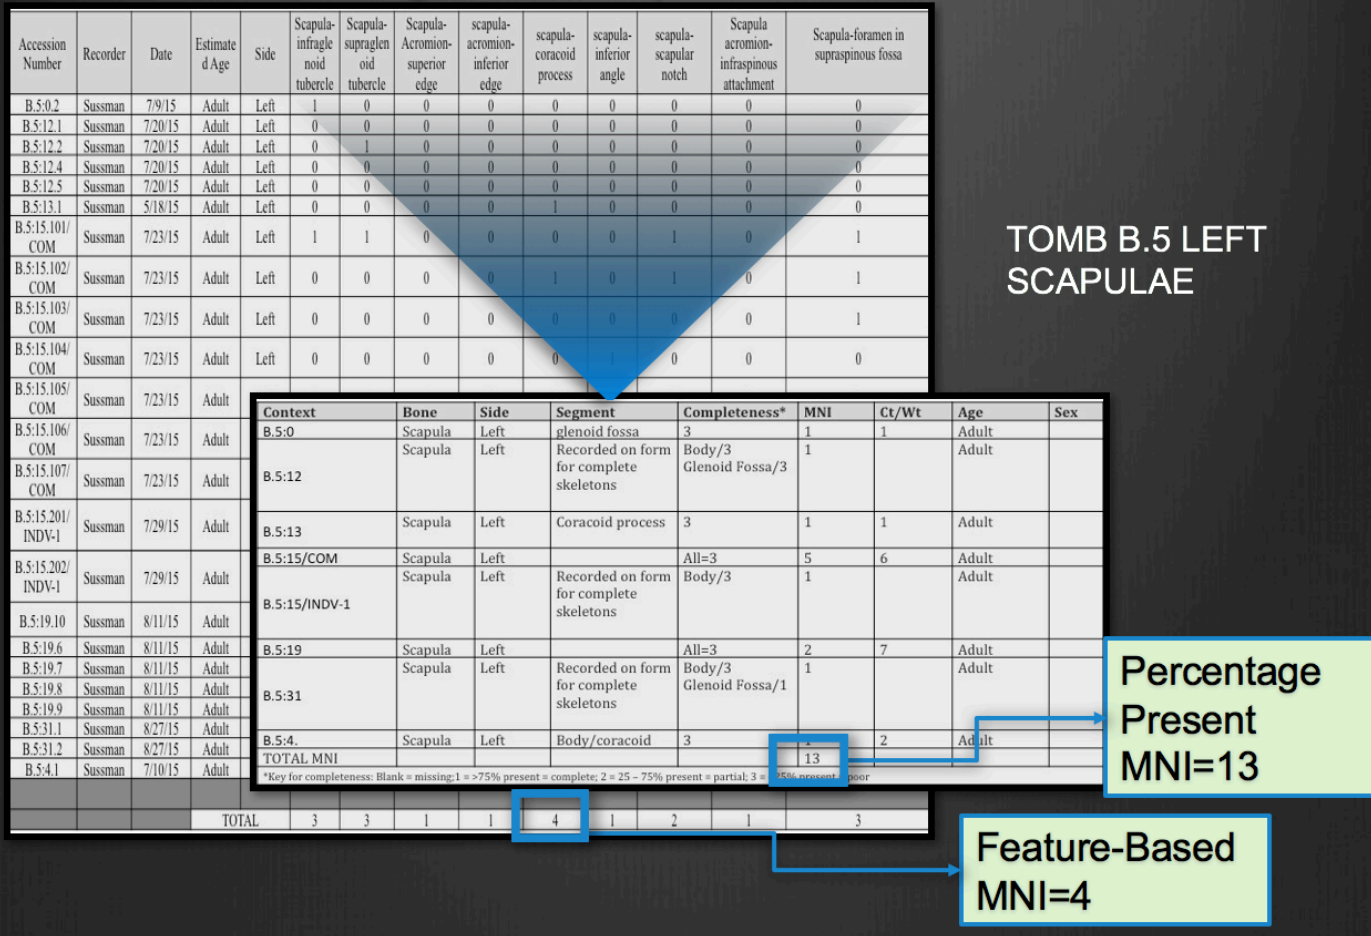 Accession Number Recorder Date Estimate d Age Side Scapula-infragle noid tubercle Scapula-supraglen oid tubercle Scapula-Acromion-superior edge scapula-acromion-inferior edge scapula-coracoid process scapula-inferior angle scapula-scapular notch Scapula acromion-infraspinous attachment Scapula-foramen in supraspinous fossa
B.5:0.2 Sussman 7/9/15 Adult Left 1 0 0 0 0 0 0 0 0
B.5:12.1 Sussman 7/20/15 Adult Left 0 0 0 0 0 0 0 0 0
B.5:12.2 Sussman 7/20/15 Adult Left 0 1 0 0 0 0 0 0 0
B.5:12.4 Sussman 7/20/15 Adult Left 0 0 0 0 0 0 0 0 0
B.5:12.5 Sussman 7/20/15 Adult Left 0 0 0 0 0 0 0 0 0
B.5:13.1 Sussman 5/18/15 Adult Left 0 0 0 0 1 0 0 0 0
B.5:15.101/ COM Sussman 7/23/15 Adult Left 1 1 0 0 0 0 1 0 1
B.5:15.102/ COM Sussman 7/23/15 Adult Left 0 0 0 0 1 0 1 0 1
B.5:15.103/ COM Sussman 7/23/15 Adult Left 0 0 0 0 0 1
B.5:15.104/ COM Sussman 7/23/15 Adult Left 0 0 0 0 0 1 0 0 0
B.5:15.105/ COM Sussman 7/23/15 Adult
B.5:15.106/ COM Sussman 7/23/15 Adult
B.5:15.107/ COM Sussman 7/23/15 Adult
B.5:15.201/ INDV-1 Sussman 7/29/15 Adult
B.5:15.202/ INDV-1 Sussman 7/29/15 Adult
B.5:19.10 Sussman 8/11/15 Adult
B.5:19.6 Sussman 8/11/15 Adult
B.5:19.7 Sussman 8/11/15 Adult
B.5:19.8 Sussman 8/11/15 Adult
B.5:19.9 Sussman 8/11/15 Adult
B.5:31.1 Sussman 8/27/15 Adult
B.5:31.2 Sussman 8/27/15 Adult
B.5:4.1 Sussman 7/10/15 Adult
TOTAL 3 3 1 1 4 1 2 1 3
TOMB B.5 LEFT
SCAPULAE
Context Bone Side Segment Completeness* MNI Ct/Wt Age Sex
B.5:0 Scapula Left glenoid fossa 3 1 1 Adult
B.5:12 Scapula Left Recorded on form for complete skeletons Body/3 Glenoid Fossa/3 1 Adult
B.5:13 Scapula Left Coracoid process 3 1 1 Adult
B.5:15/COM Scapula Left All=3 5 6 Adult
B.5:15/INDV-1 Scapula Left Recorded on form for complete skeletons Body/3 1 Adult
B.5:19 Scapula Left All=3 2 7 Adult
B.5:31 Scapula Left Recorded on form for complete skeletons Body/3 Glenoid Fossa/1 1 Adult
B.5:4. Scapula Left Body/coracoid 3 2 Adult
TOTAL MNI 13
*Key for completeness: Blank = missing;1 = >75% present = complete; 2 = 25 – 75% present = partial; 3 = present poor
Percentage
Present
MNI=13
Feature-Based
MNI=4